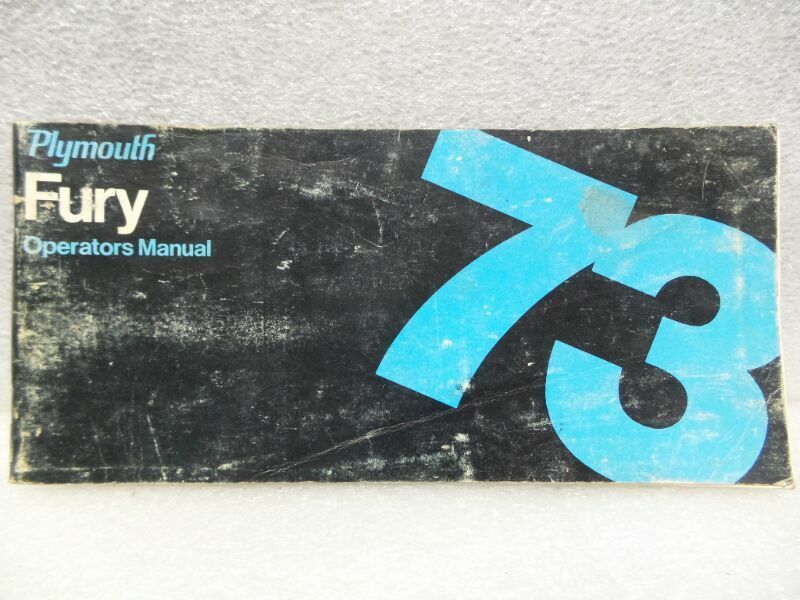 Plymouth
Fury
Operators Manual
73